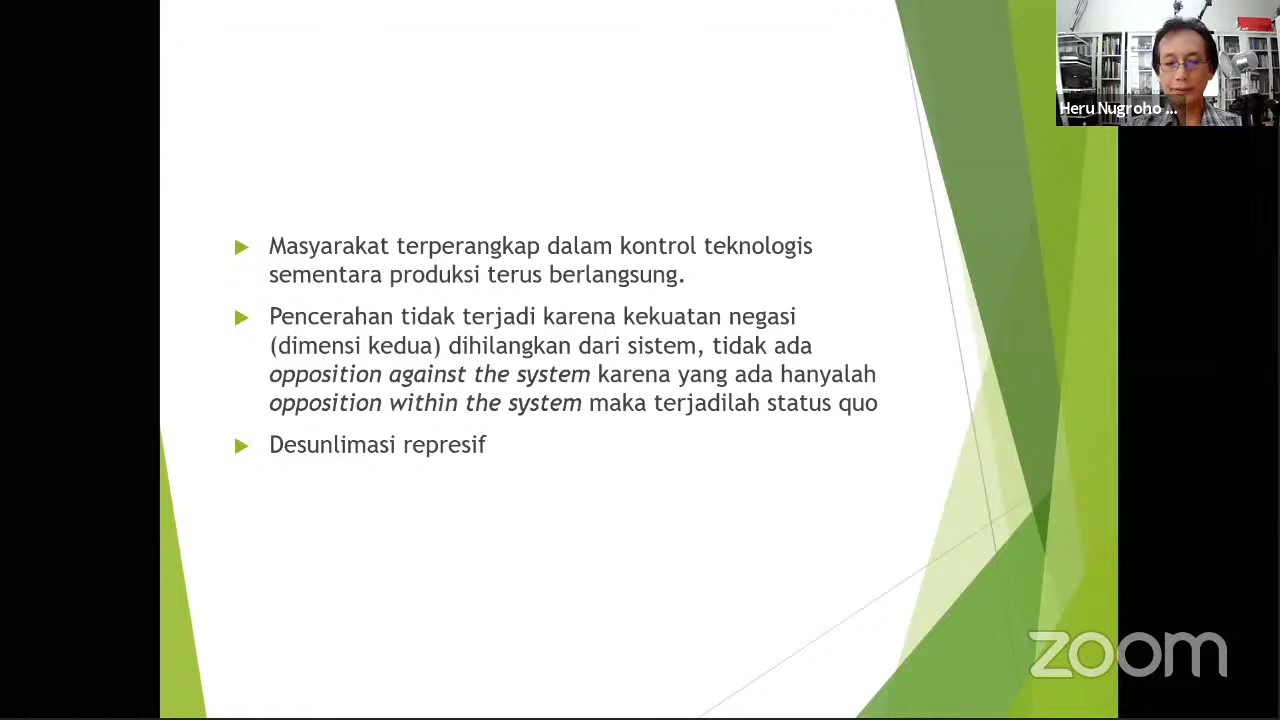 Heru Nugroho ...
Masyarakat terperangkap dalam kontrol teknologis
sementara produksi terus berlangsung.
Pencerahan tidak terjadi karena kekuatan negasi
(dimensi kedua) dihilangkan dari sistem, tidak ada
opposition against the system karena yang ada hanyalah
opposition within the system maka terjadilah status quo
Desunlimasi represif
zoom